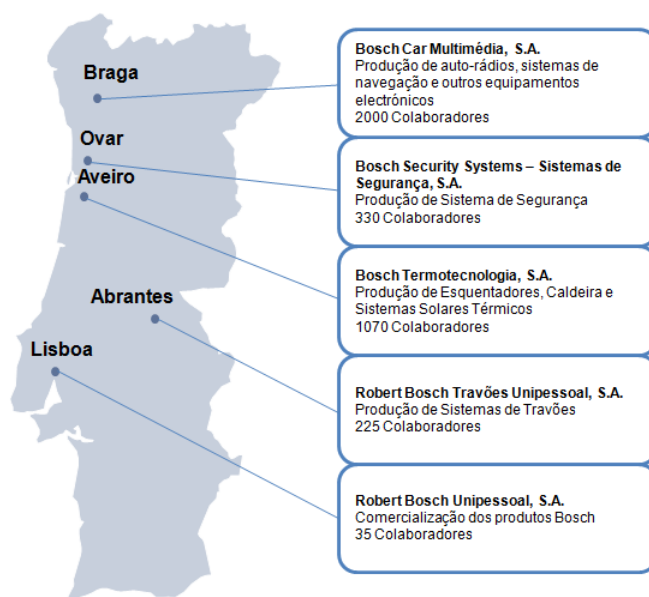 Braga
Ovar
Aveiro
Abrantes
Lisboa
Bosch Car Multimédia, S.A.
Produção de auto-rádios, sistemas de
navegação e outros equipamentos
electrónicos
2000 Colaboradores
Bosch Security Systems – Sistemas de
Segurança, S.A.
Produção de Sistema de Segurança
330 Colaboradores
Bosch Termotecnologia, S.A.
Produção de Esquentadores, Caldeira e
Sistemas Solares Térmicos
1070 Colaboradores
Robert Bosch Travões Unipessoal, S.A.
Produção de Sistemas de Travões
225 Colaboradores
Robert Bosch Unipessoal, S.A.
Comercialização dos produtos Bosch
35 Colaboradores